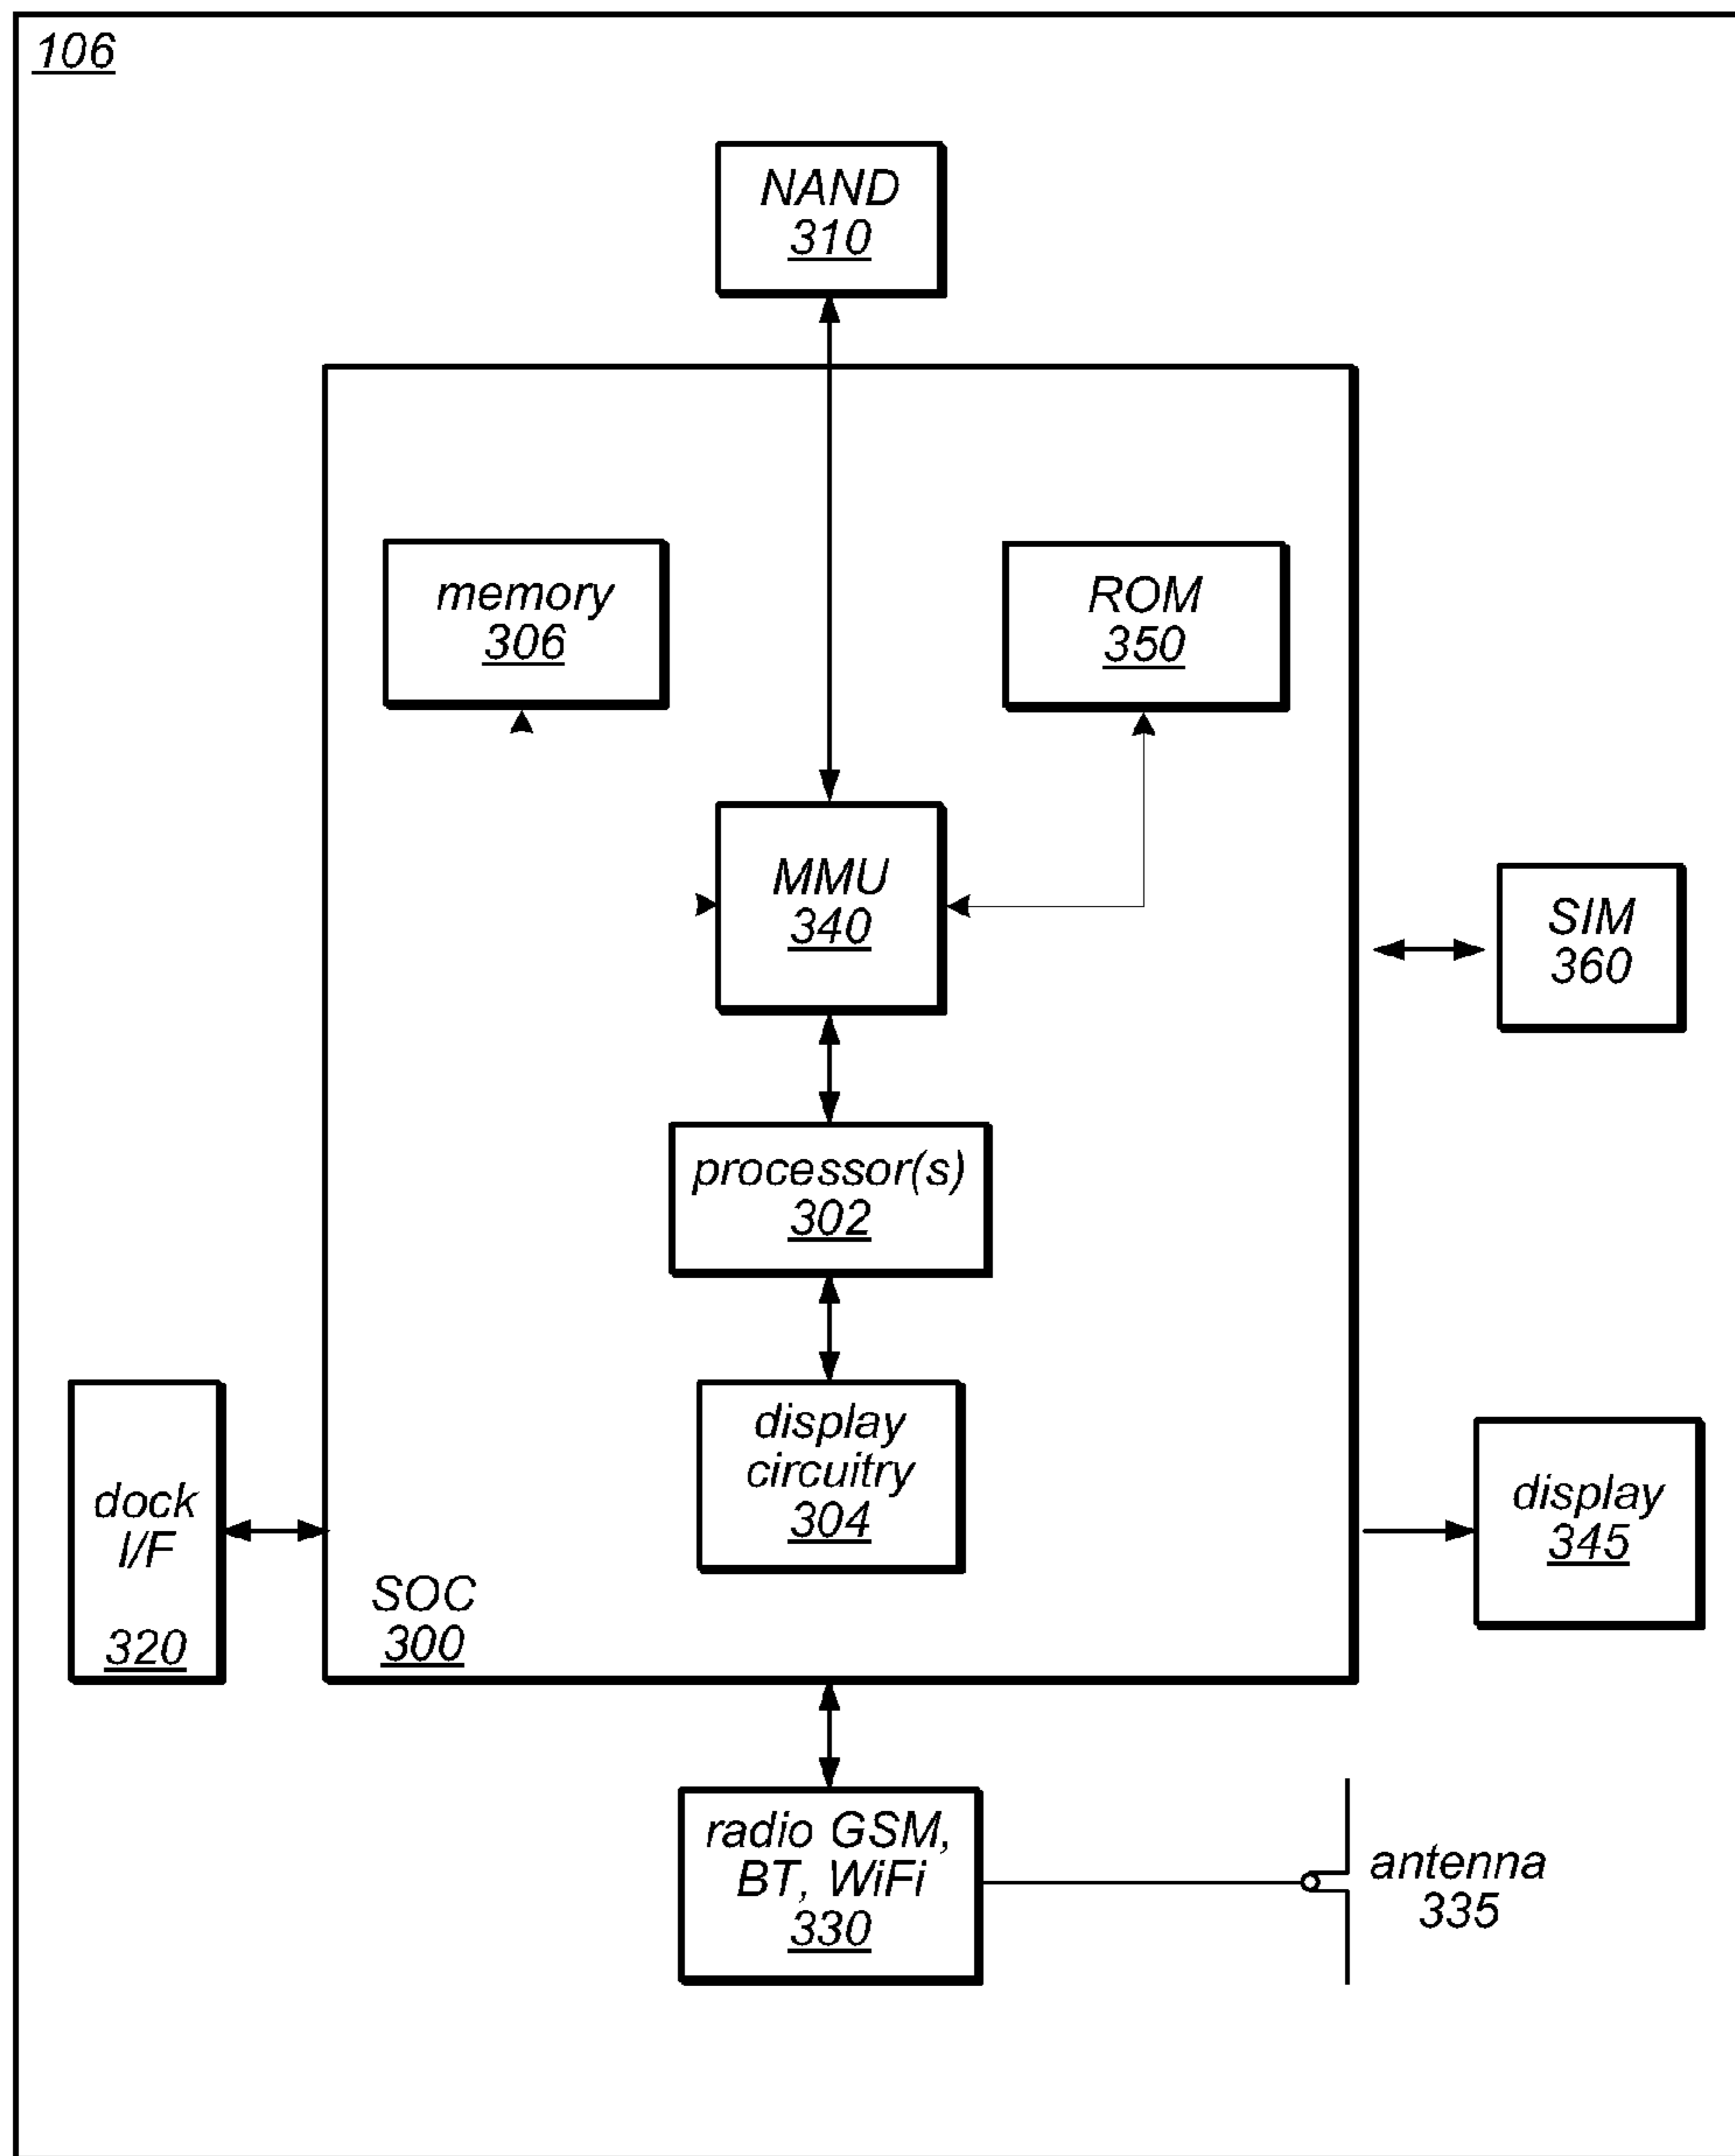 106
NAND
310
memory
306
ROM
350
MMU
340
SIM
360
processor(s)
302
display
circuitry
304
dock
I/F
320
display
345
SOC
300
radio GSM,
BT, WiFi
330
antenna
335